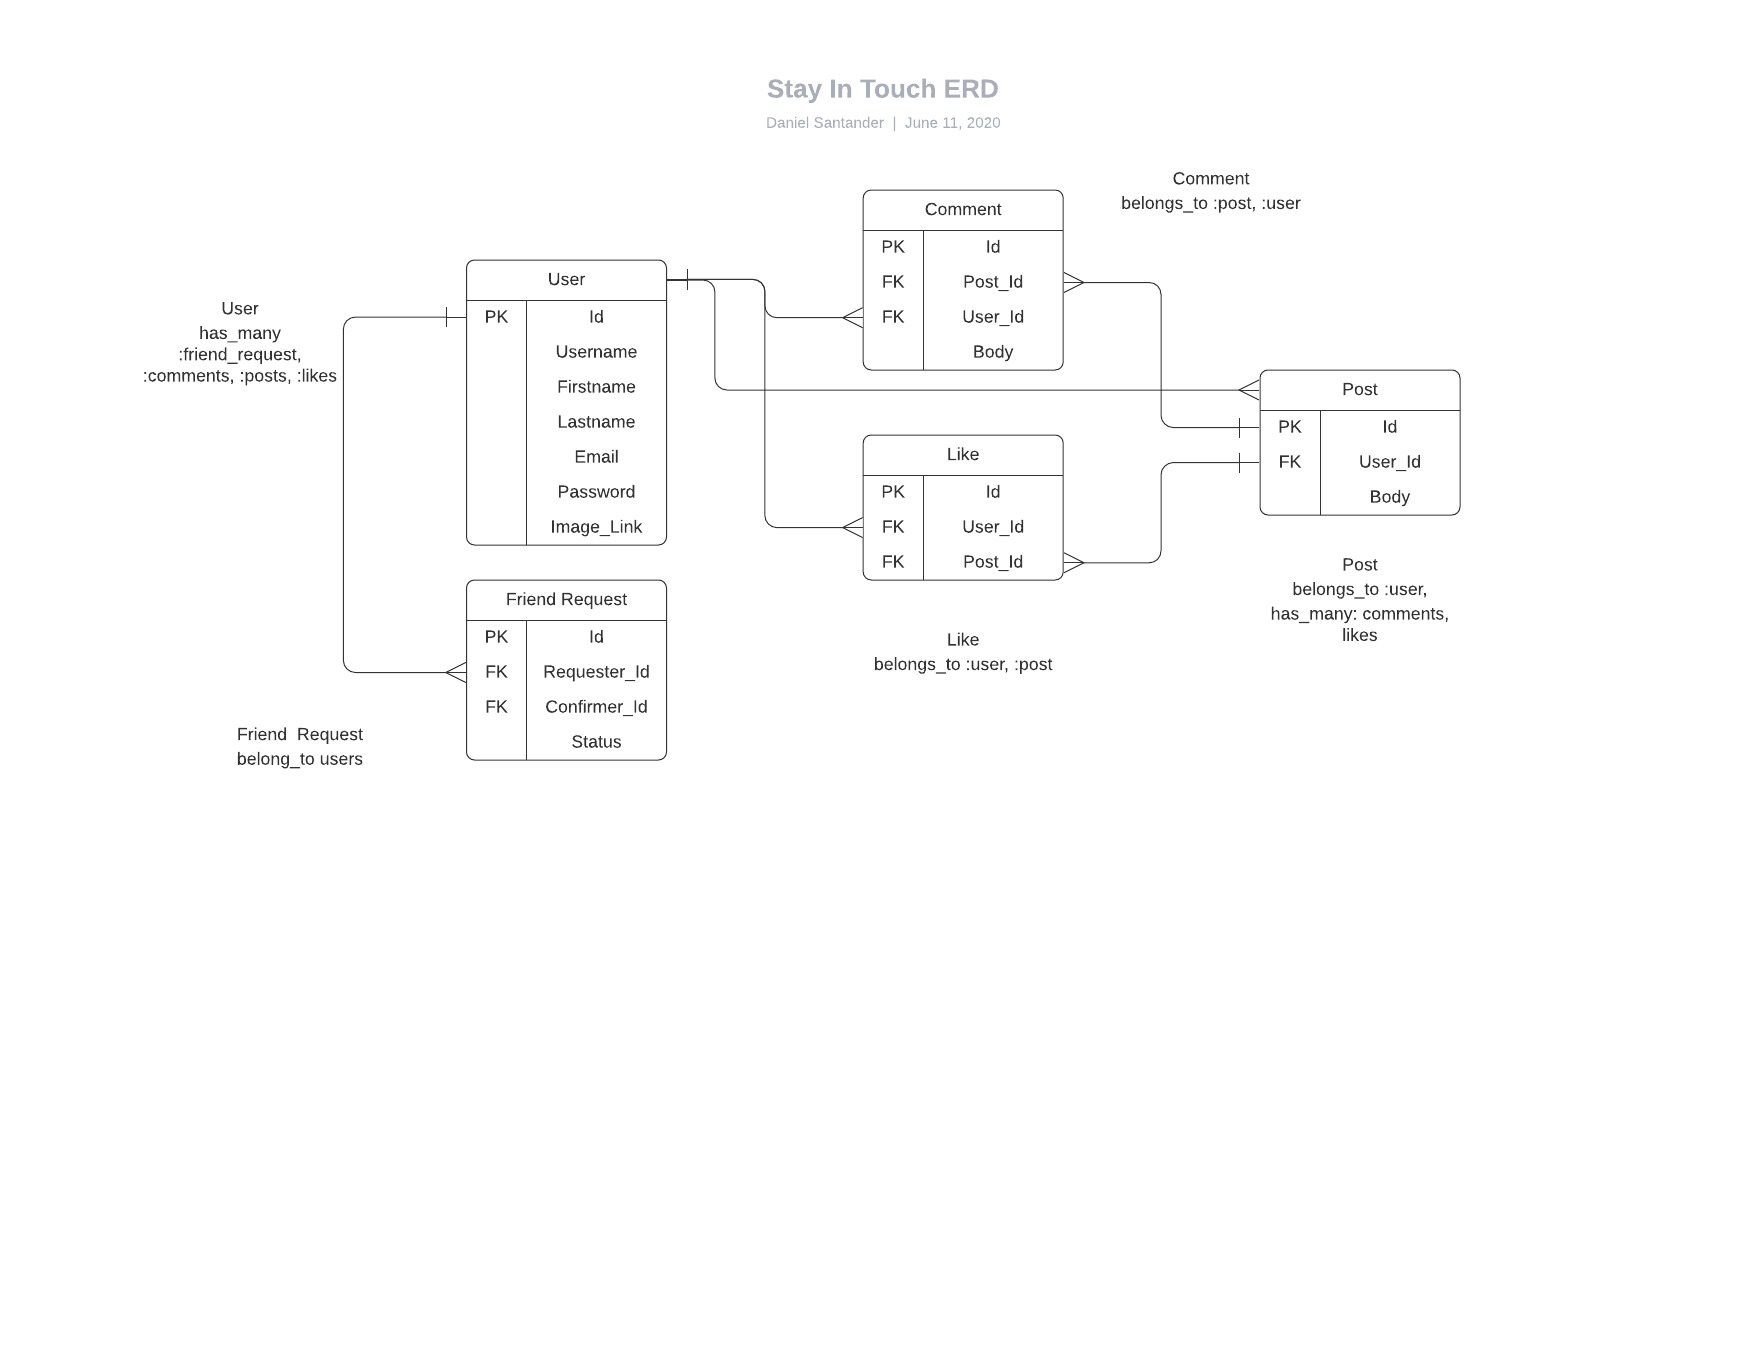 Stay In Touch ERD
Daniel Santander | June 11, 2020
User
has_many
:friend_request,
:comments, :posts, :likes
User
PK Id
Username
Firstname
Lastname
Email
Password
Image_Link
Friend Request
PK Id
FK Requester_Id
FK Confirmer_Id
Status
Friend Request
belong_to users
Comment
PK Id
FK Post_Id
FK User_Id
Body
Comment
belongs_to :post, :user
Like
PK Id
FK User_Id
FK Post_Id
Like
belongs_to :user, :post
Post
PK Id
FK User_Id
Body
Post
belongs_to :user,
has_many: comments,
likes